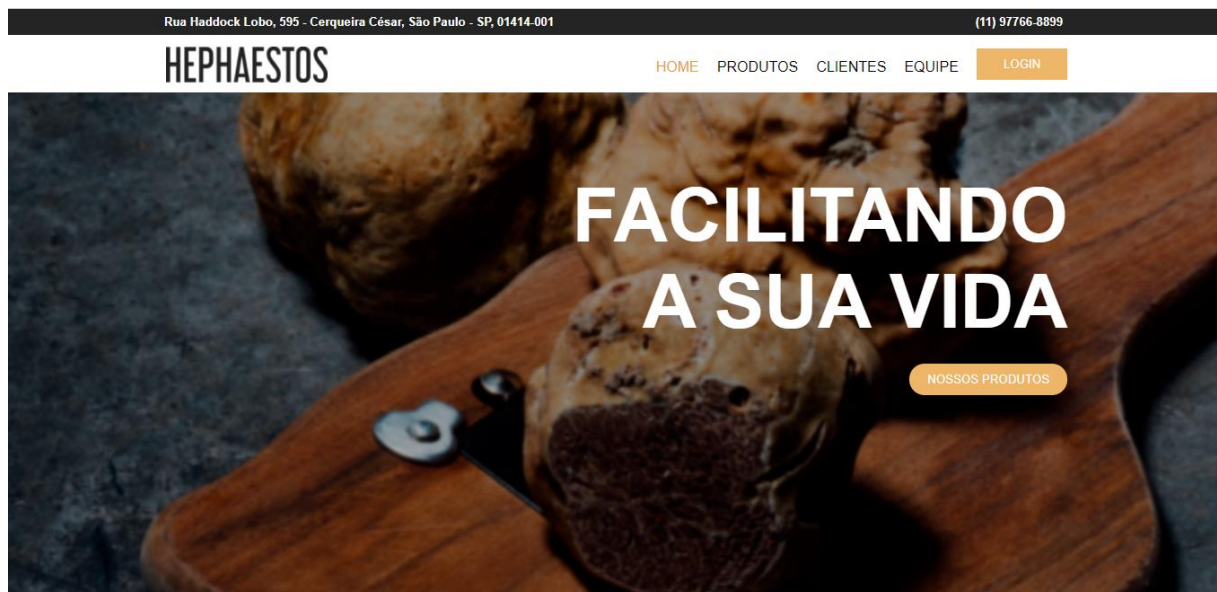 Rua Haddock Lobo, 595 - Cerqueira César, São Paulo - SP, 01414-001
(11) 97766-8899
HEPHAESTOS
HOME PRODUTOS CLIENTES EQUIPE LOGIN
FACILITANDO
A SUA VIDA
NOSSOS PRODUTOS